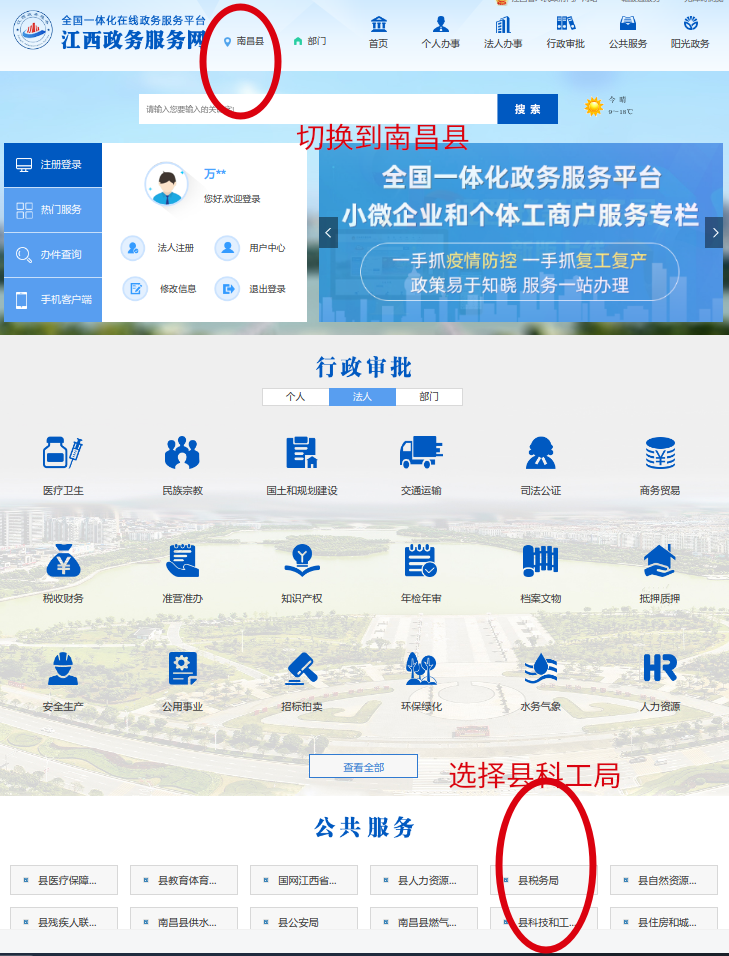 全国一体化在线政务服务平台
江西政务服务网
南昌县
部门
首页
个人办事
法人办事
行政审批
公共服务
阳光政务
请输入您要输入的关键字!
搜 索
今 晴
9～18℃
切换到南昌县
注册登录
热门服务
办件查询
手机客户端
万**
您好,欢迎登录
法人注册
用户中心
修改信息
退出登录
全国一体化政务服务平台
小微企业和个体工商户服务专栏
一手抓疫情防控 一手抓复工复产
政策易于知晓 服务一站办理
行政审批
个人
法人
部门
医疗卫生
民族宗教
国土和规划建设
交通运输
司法公证
商务贸易
税收财务
准营准办
知识产权
年检年审
档案文物
抵押质押
安全生产
公用事业
招标拍卖
环保绿化
水务气象
人力资源
查看全部
选择县科工局
公共服务
县医疗保障...
县教育体育...
国网江西省...
县人力资源...
县税务局
县自然资源...
县残疾人联...
南昌县供水...
县公安局
南昌县燃气...
县科技和工...
县住房和城...